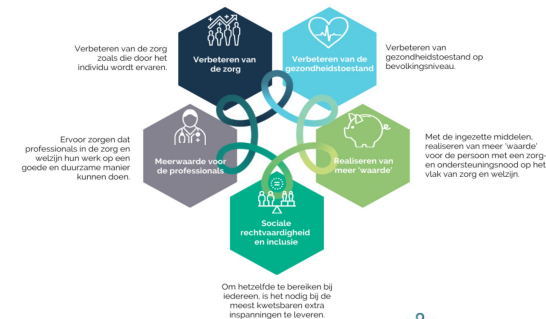 Verbeteren van de zorg
zoals die door het
individu wordt ervaren.
Verbeteren van
de zorg
Verbeteren van de
gezondheidstoestand
Verbeteren van
gezondheidstoestand op
bevolkingsniveau.
Ervoor zorgen dat
professionals in de zorg en
welzijn hun werk op een
goede en duurzame manier
kunnen doen.
Meerwaarde voor
de professionals
Realiseren van
meer 'waarde'
Met de ingezette middelen,
realiseren van meer 'waarde'
voor de persoon met een zorg-
en ondersteuningsnood op het
vlak van zorg en welzijn.
Sociale
rechtvaardigheid
en inclusie
Om hetzelfde te bereiken bij
iedereen, is het nodig bij de
meest kwetsbaren extra
inspanningen te leveren.